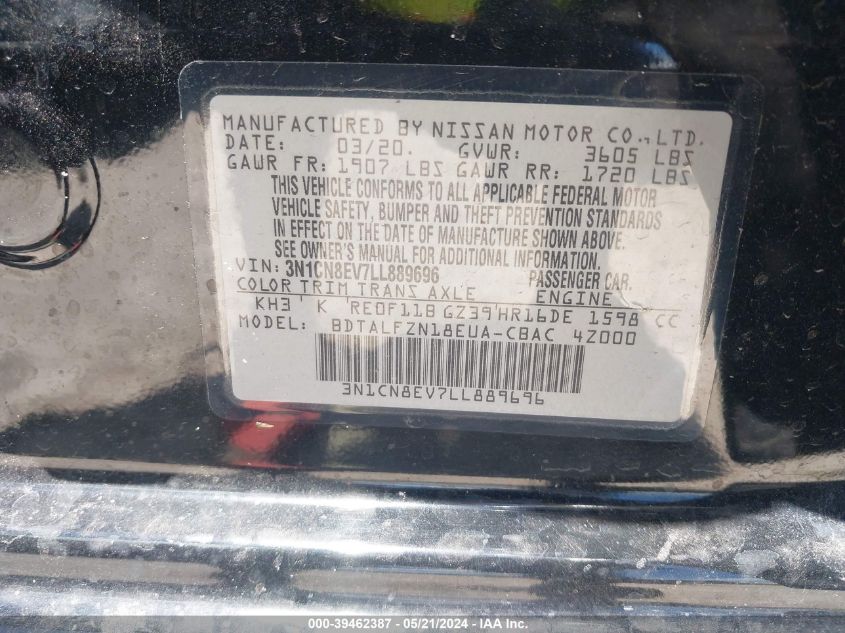 MANUFACTURED BY NISSAN MOTOR CO., LTD.
DATE: 03/20. GVWR: 3605 LBS
GAWR FR: 1907 LBS GAWR RR: 1720 LBS
THIS VEHICLE CONFORMS TO ALL APPLICABLE FEDERAL MOTOR
VEHICLE SAFETY, BUMPER AND THEFT PREVENTION STANDARDS
IN EFFECT ON THE DATE OF MANUFACTURE SHOWN ABOVE.
SEE OWNER'S MANUAL FOR ADDITIONAL INFORMATION.
VIN: 3N1CN8EV7LL889696 PASSENGER CAR.
COLOR TRIM TRANS AXLE ENGINE
KH3 K RE0F11B GZ39 HR16DE 1598 CC
MODEL: BDTALFZN18EUA-CBAC 4Z000
3N1CN8EV7LL889696
000-39462387 - 05/21/2024 - IAAI.COM